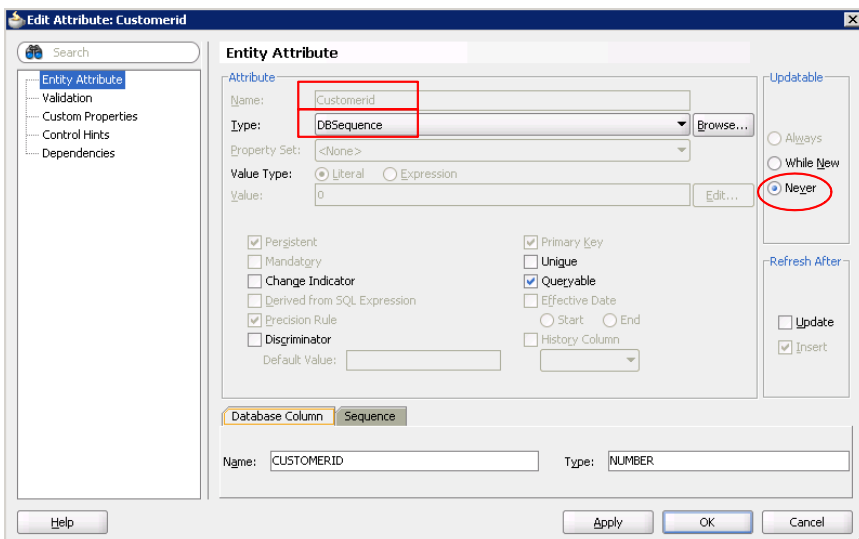 Edit Attribute: Customerid
Search
Entity Attribute
Validation
Custom Properties
Control Hints
Dependencies
Entity Attribute
Attribute
Name: Customerid
Type: DBSequence Browse...
Property Set: <None>
Value Type: Literal Expression
Value: 0 Edit...
Persistent Primary Key
Mandatory Unique
Change Indicator Queryable
Derived from SQL Expression Effective Date
Precision Rule Start End
Discriminator History Column
Default Value:
Updatable
Always
While New
Never
Refresh After
Update
Insert
Database Column Sequence
Name: CUSTOMERID Type: NUMBER
Help Apply OK Cancel